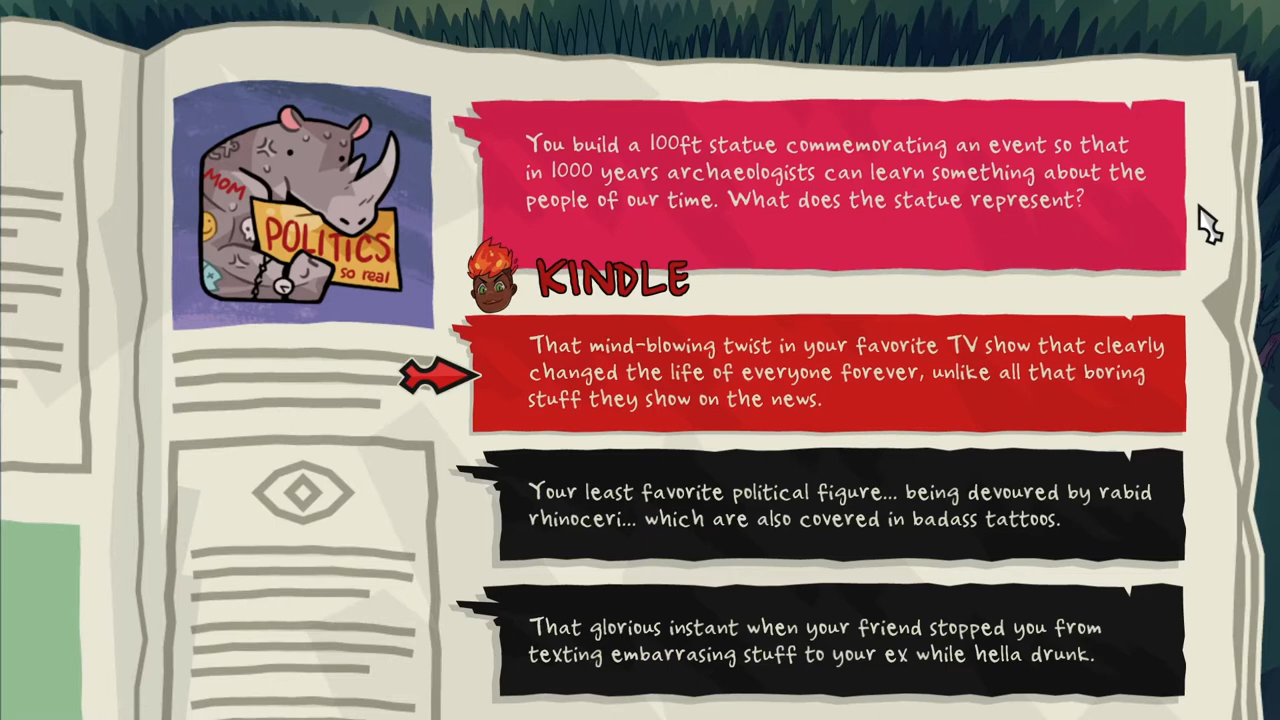 MOM
POLITICS
so real
You build a 100ft statue commemorating an event so that
in 1000 years archaeologists can learn something about the
people of our time. What does the statue represent?
KINDLE
That mind-blowing twist in your favorite TV show that clearly
changed the life of everyone forever, unlike all that boring
stuff they show on the news.
Your least favorite political figure... being devoured by rabid
rhinoceri... which are also covered in badass tattoos.
That glorious instant when your friend stopped you from
texting embarrasing stuff to your ex while hella drunk.